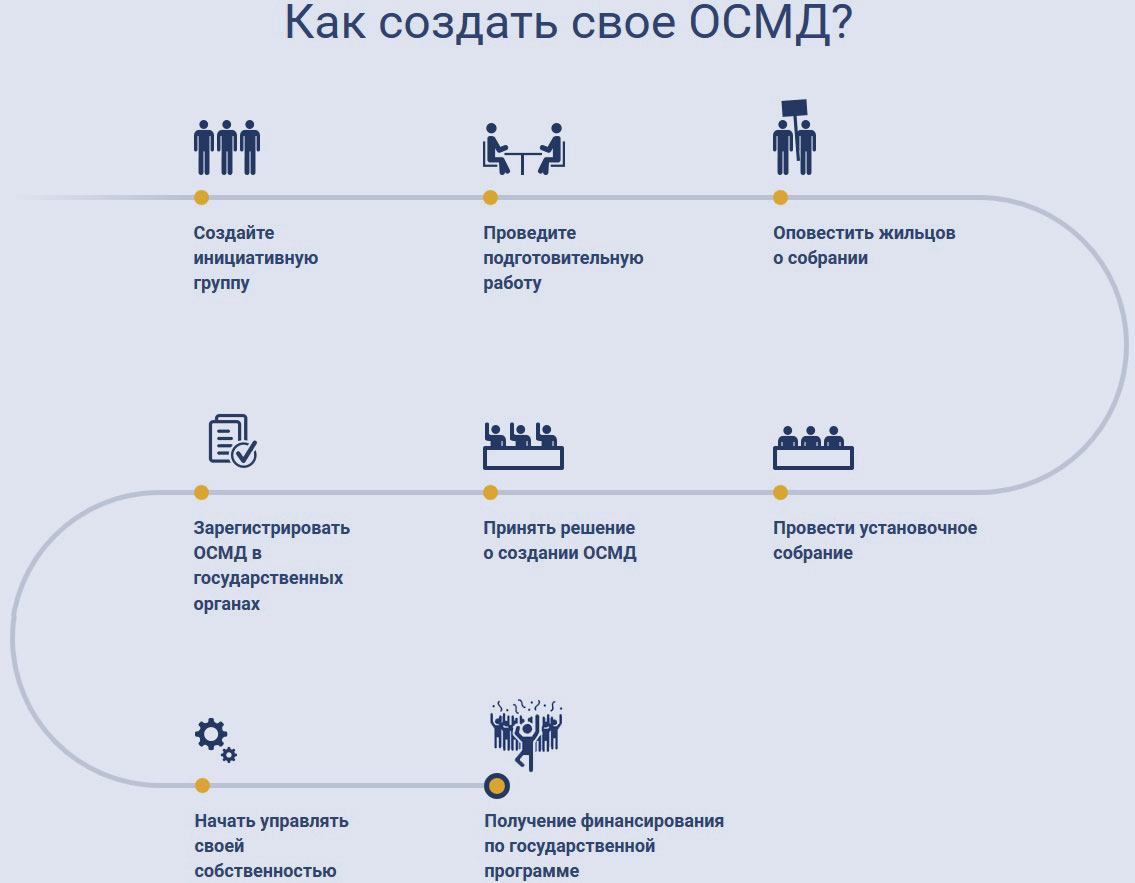 Как создать свое ОСМД?
Создайте
инициативную
группу
Проведите
подготовительную
работу
Оповестить жильцов
о собрании
Провести установочное
собрание
Принять решение
о создании ОСМД
Зарегистрировать
ОСМД в
государственных
органах
Начать управлять
своей
собственностью
Получение финансирования
по государственной
программе